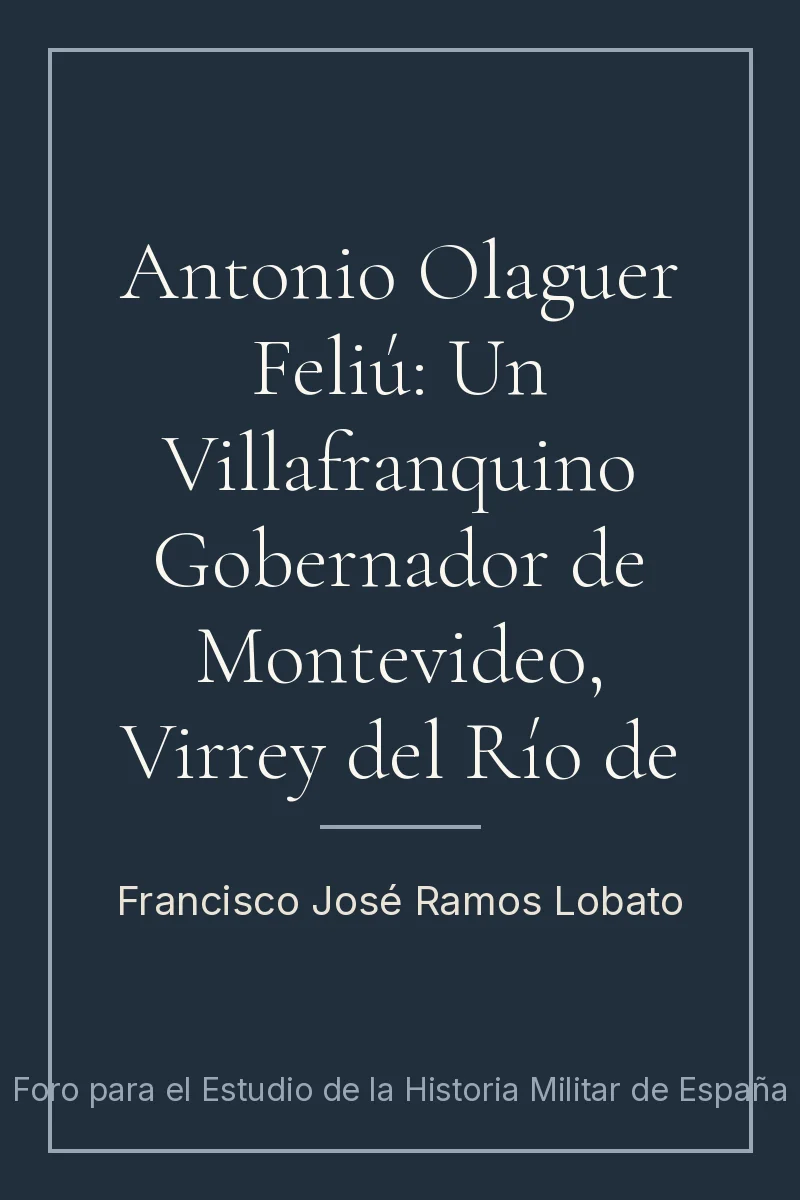 Antonio Olaguer
Feliú: Un
Villafranquino
Gobernador de
Montevideo,
Virrey del Río de
Francisco José Ramos Lobato
Foro para el Estudio de la Historia Militar de España